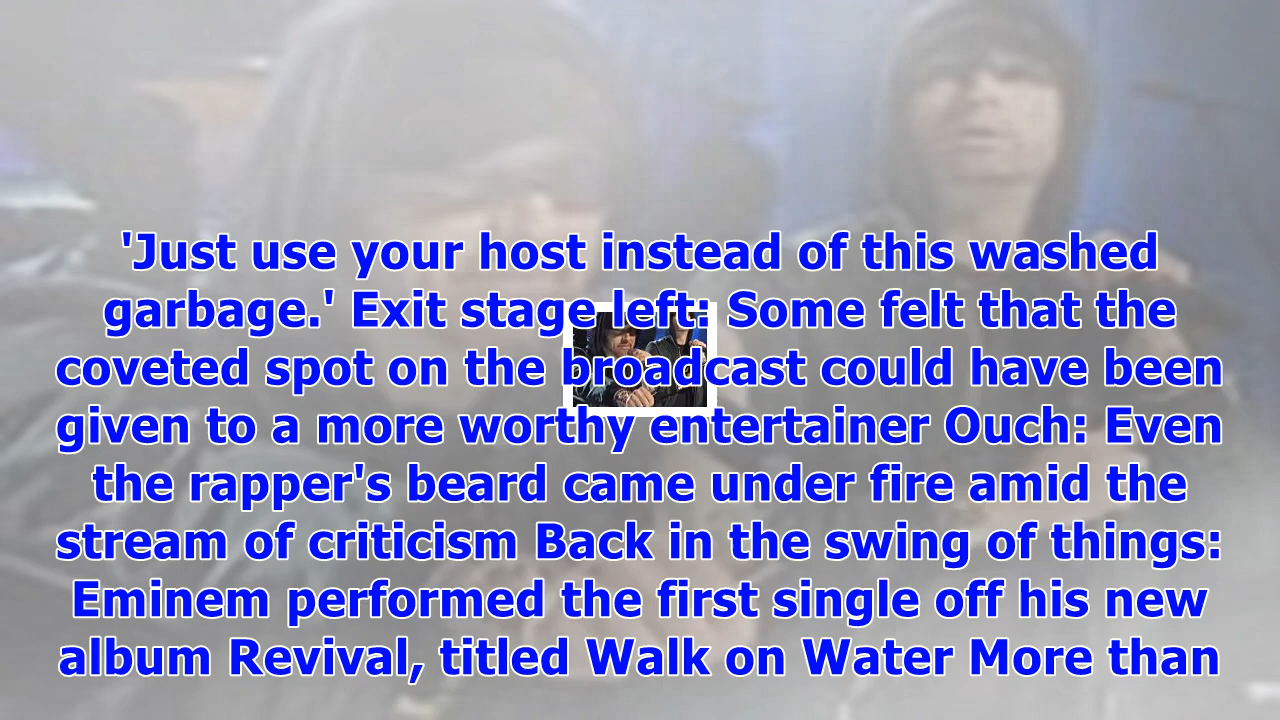 'Just use your host instead of this washed
garbage.' Exit stage left: Some felt that the
coveted spot on the broadcast could have been
given to a more worthy entertainer Ouch: Even
the rapper's beard came under fire amid the
stream of criticism Back in the swing of things:
Eminem performed the first single off his new
album Revival, titled Walk on Water More than